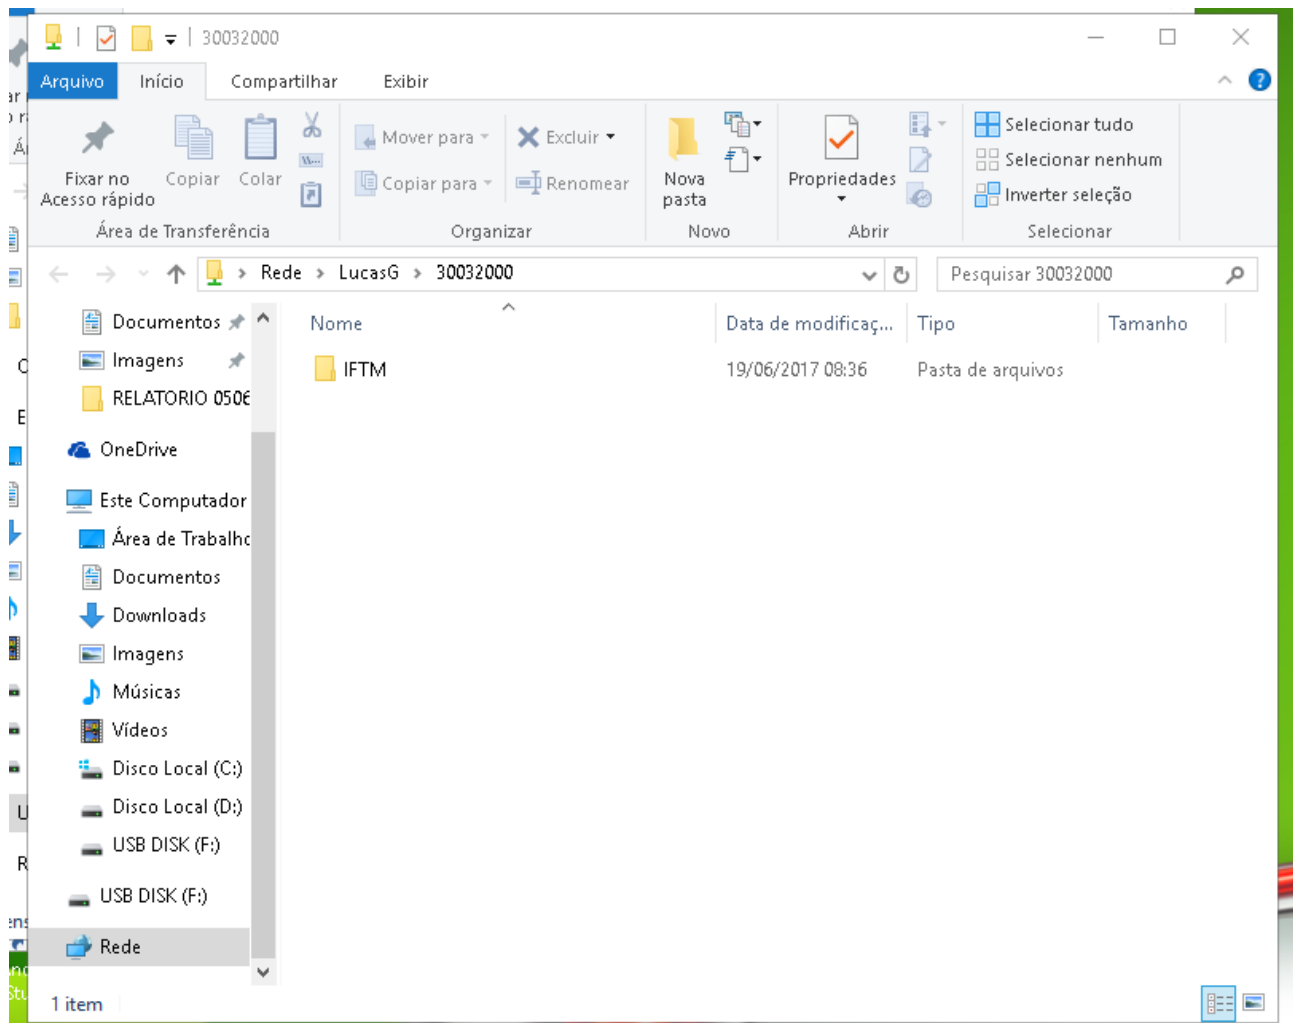 30032000
Arquivo Início Compartilhar Exibir
Fixar no Acesso rápido
Copiar
Colar
Mover para
Copiar para
Excluir
Renomear
Nova pasta
Propriedades
Selecionar tudo
Selecionar nenhum
Inverter seleção
Área de Transferência Organizar Novo Abrir Selecionar
Rede > LucasG > 30032000
Pesquisar 30032000
Nome Data de modificaç... Tipo Tamanho
IFTM 19/06/2017 08:36 Pasta de arquivos
Documentos
Imagens
RELATORIO 0506
OneDrive
Este Computador
Área de Trabalho
Documentos
Downloads
Imagens
Músicas
Vídeos
Disco Local (C:)
Disco Local (D:)
USB DISK (F:)
USB DISK (F:)
Rede
1 item